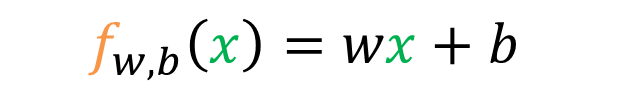 f_{w,b}(x) = wx + b